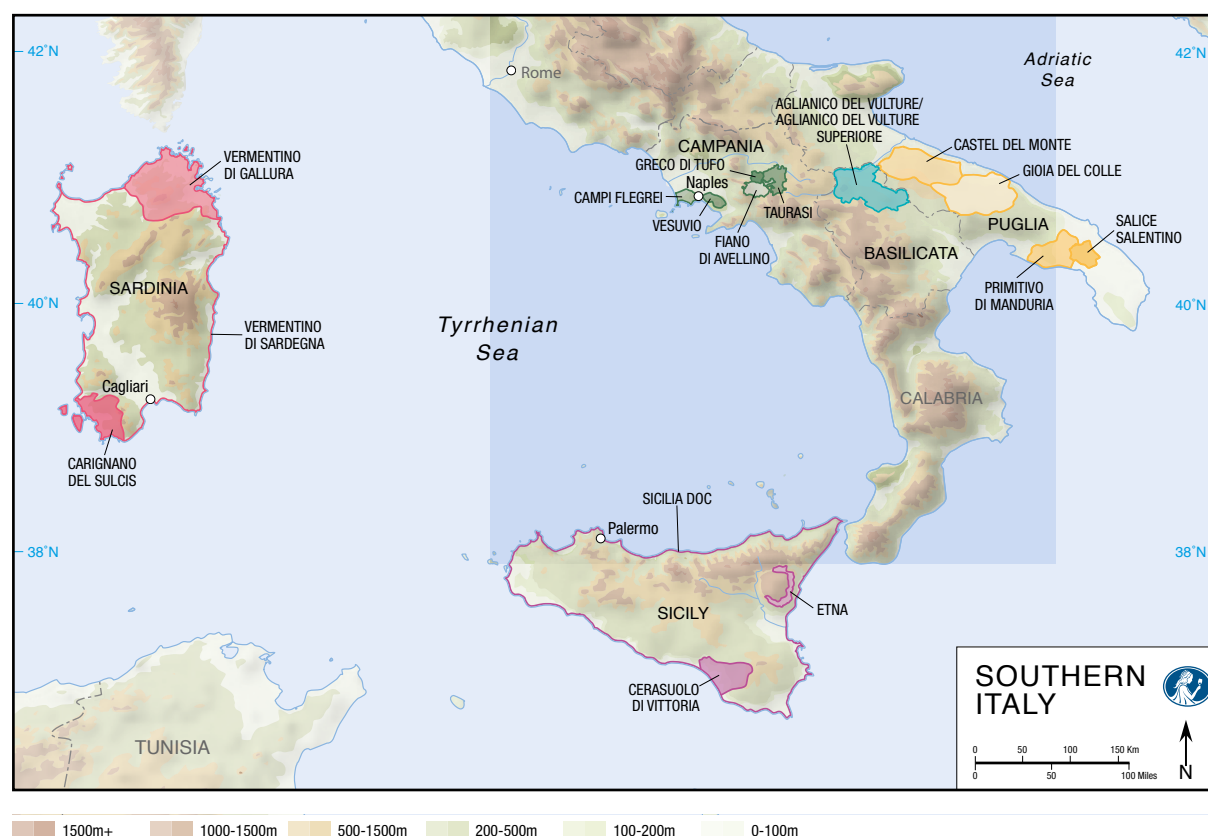 42°N
42°N
Adriatic
Sea
Rome
AGLIANICO DEL VULTURE/
AGLIANICO DEL VULTURE
SUPERIORE
CAMPANIA
CASTEL DEL MONTE
VERMENTINO
DI GALLURA
GRECO DI TUFO
GIOIA DEL COLLE
Naples
CAMPI FLEGREI
TAURASI
VESUVIO
PUGLIA
SALICE
SALENTINO
FIANO
DI AVELLINO
BASILICATA
SARDINIA
PRIMITIVO
DI MANDURIA
40°N
40°N
Tyrrhenian
Sea
VERMENTINO
DI SARDEGNA
Cagliari
CALABRIA
CARIGNANO
DEL SULCIS
SICILIA DOC
Palermo
38°N
38°N
SICILY
ETNA
CERASUOLO
DI VITTORIA
TUNISIA
SOUTHERN
ITALY
0 50 100 150 Km
0 50 100 Miles
N
1500m+ 1000-1500m 500-1500m 200-500m 100-200m 0-100m